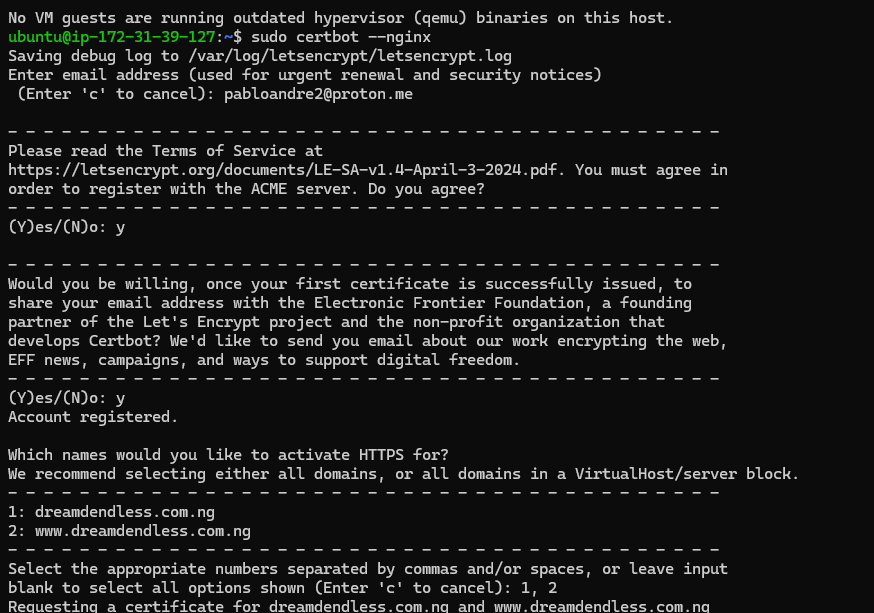 No VM guests are running outdated hypervisor (qemu) binaries on this host.
ubuntu@ip-172-31-39-127:~$ sudo certbot --nginx
Saving debug log to /var/log/letsencrypt/letsencrypt.log
Enter email address (used for urgent renewal and security notices)
 (Enter 'c' to cancel): pabloandre2@proton.me

- - - - - - - - - - - - - - - - - - - - - - - - - - - - - - - - - - - - - - - -
Please read the Terms of Service at
https://letsencrypt.org/documents/LE-SA-v1.4-April-3-2024.pdf. You must agree in
order to register with the ACME server. Do you agree?
- - - - - - - - - - - - - - - - - - - - - - - - - - - - - - - - - - - - - - - -
(Y)es/(N)o: y

- - - - - - - - - - - - - - - - - - - - - - - - - - - - - - - - - - - - - - - -
Would you be willing, once your first certificate is successfully issued, to
share your email address with the Electronic Frontier Foundation, a founding
partner of the Let's Encrypt project and the non-profit organization that
develops Certbot? We'd like to send you email about our work encrypting the web,
EFF news, campaigns, and ways to support digital freedom.
- - - - - - - - - - - - - - - - - - - - - - - - - - - - - - - - - - - - - - - -
(Y)es/(N)o: y
Account registered.

Which names would you like to activate HTTPS for?
We recommend selecting either all domains, or all domains in a VirtualHost/server block.
- - - - - - - - - - - - - - - - - - - - - - - - - - - - - - - - - - - - - - - -
1: dreamdendless.com.ng
2: www.dreamdendless.com.ng
- - - - - - - - - - - - - - - - - - - - - - - - - - - - - - - - - - - - - - - -
Select the appropriate numbers separated by commas and/or spaces, or leave input
blank to select all options shown (Enter 'c' to cancel): 1, 2
Requesting a certificate for dreamdendless.com.ng and www.dreamdendless.com.ng